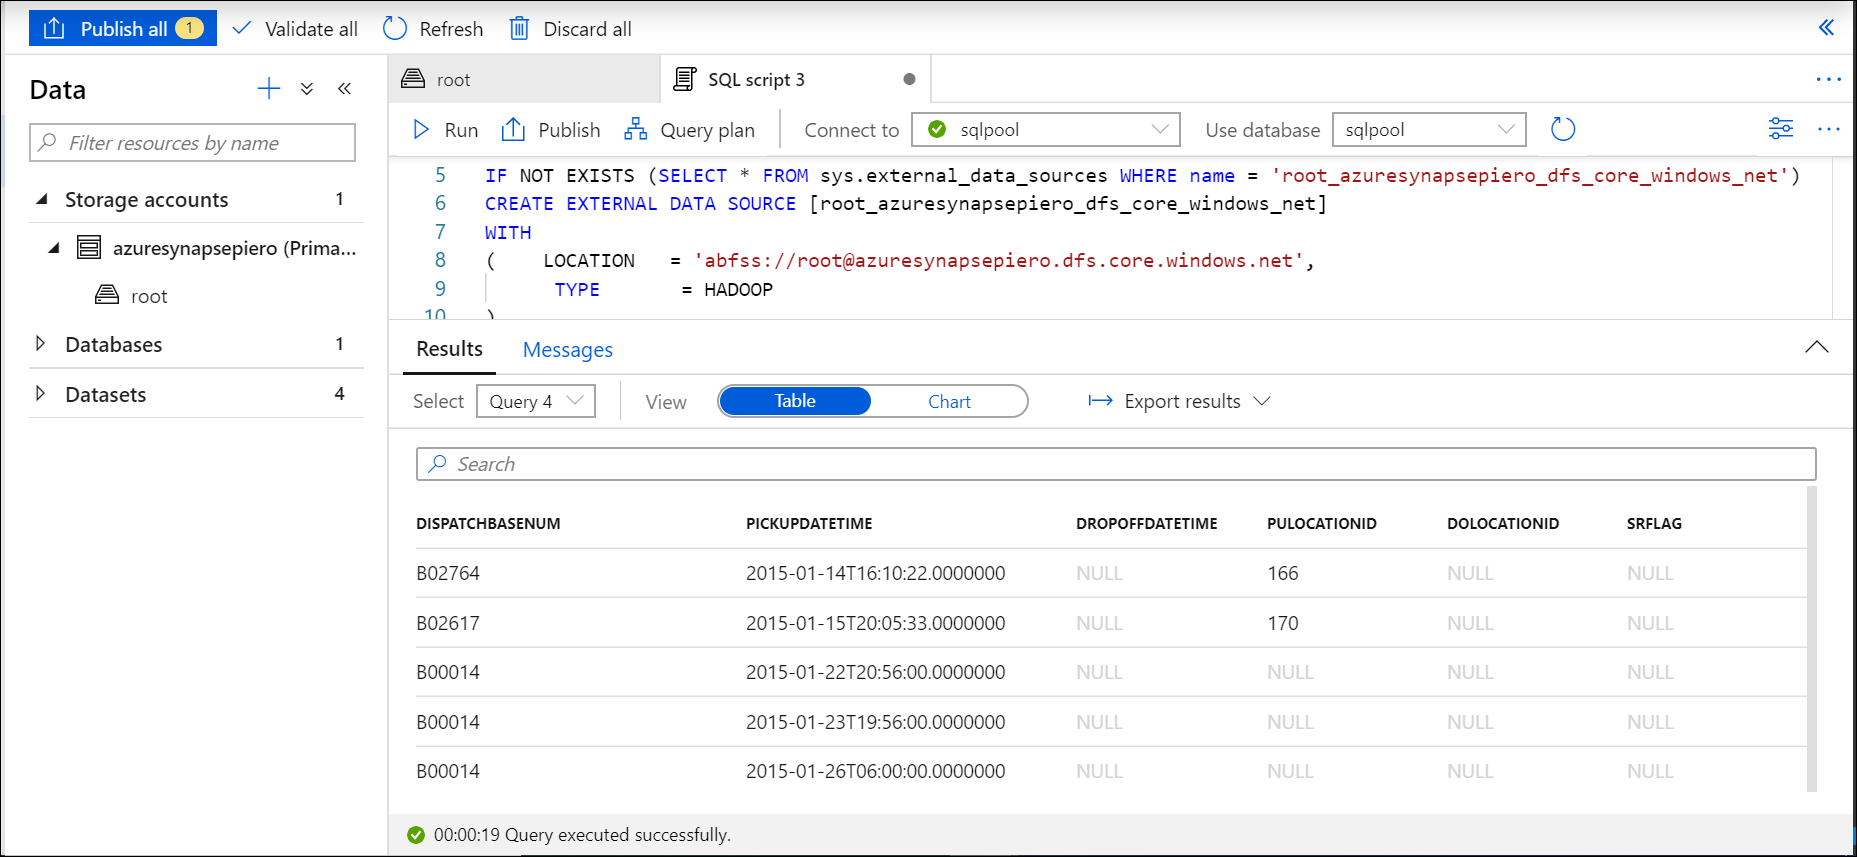 Publish all 1 Validate all Refresh Discard all
Data
Filter resources by name
Storage accounts 1
azuresynapsepiero (Prima...
root
Databases 1
Datasets 4
root SQL script 3
Run Publish Query plan Connect to sqlpool Use database sqlpool
5 IF NOT EXISTS (SELECT * FROM sys.external_data_sources WHERE name = 'root_azuresynapsepiero_dfs_core_windows_net')
6 CREATE EXTERNAL DATA SOURCE [root_azuresynapsepiero_dfs_core_windows_net]
7 WITH
8 ( LOCATION = 'abfss://root@azuresynapsepiero.dfs.core.windows.net',
9 TYPE = HADOOP
10 )
Results Messages
Select Query 4 View Table Chart Export results
Search
DISPATCHBASENUM PICKUPDATETIME DROPOFFDATETIME PULOCATIONID DOLOCATIONID SRFLAG
B02764 2015-01-14T16:10:22.0000000 NULL 166 NULL NULL
B02617 2015-01-15T20:05:33.0000000 NULL 170 NULL NULL
B00014 2015-01-22T20:56:00.0000000 NULL NULL NULL NULL
B00014 2015-01-23T19:56:00.0000000 NULL NULL NULL NULL
B00014 2015-01-26T06:00:00.0000000 NULL NULL NULL NULL
00:00:19 Query executed successfully.